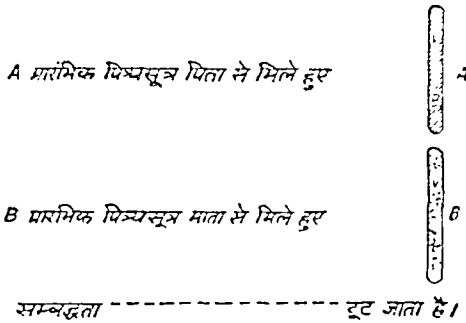 A प्रारंभिक पित्र्यसूत्र पिता से मिले हुए
B प्रारंभिक पित्र्यसूत्र माता से मिले हुए B
सम्बद्धता -------------------- टूट जाता है।